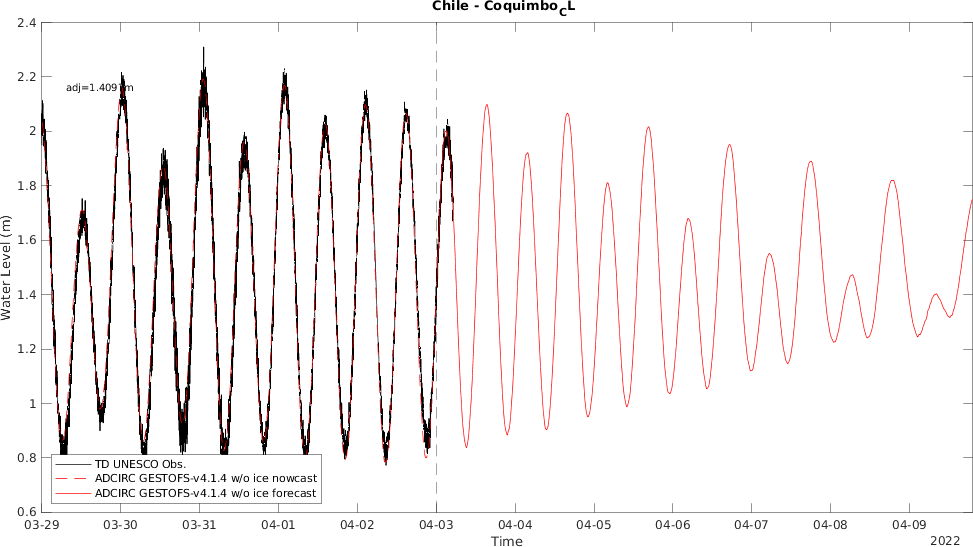 Chile - Coquimbo_CL
2.4
2.2
2
1.8
1.6
1.4
1.2
1
0.8
0.6
Water Level (m)
adj=1.4097m
TD UNESCO Obs.
ADCIRC GESTOFS-v4.1.4 w/o ice nowcast
ADCIRC GESTOFS-v4.1.4 w/o ice forecast
03-29 03-30 03-31 04-01 04-02 04-03 04-04 04-05 04-06 04-07 04-08 04-09
Time
2022